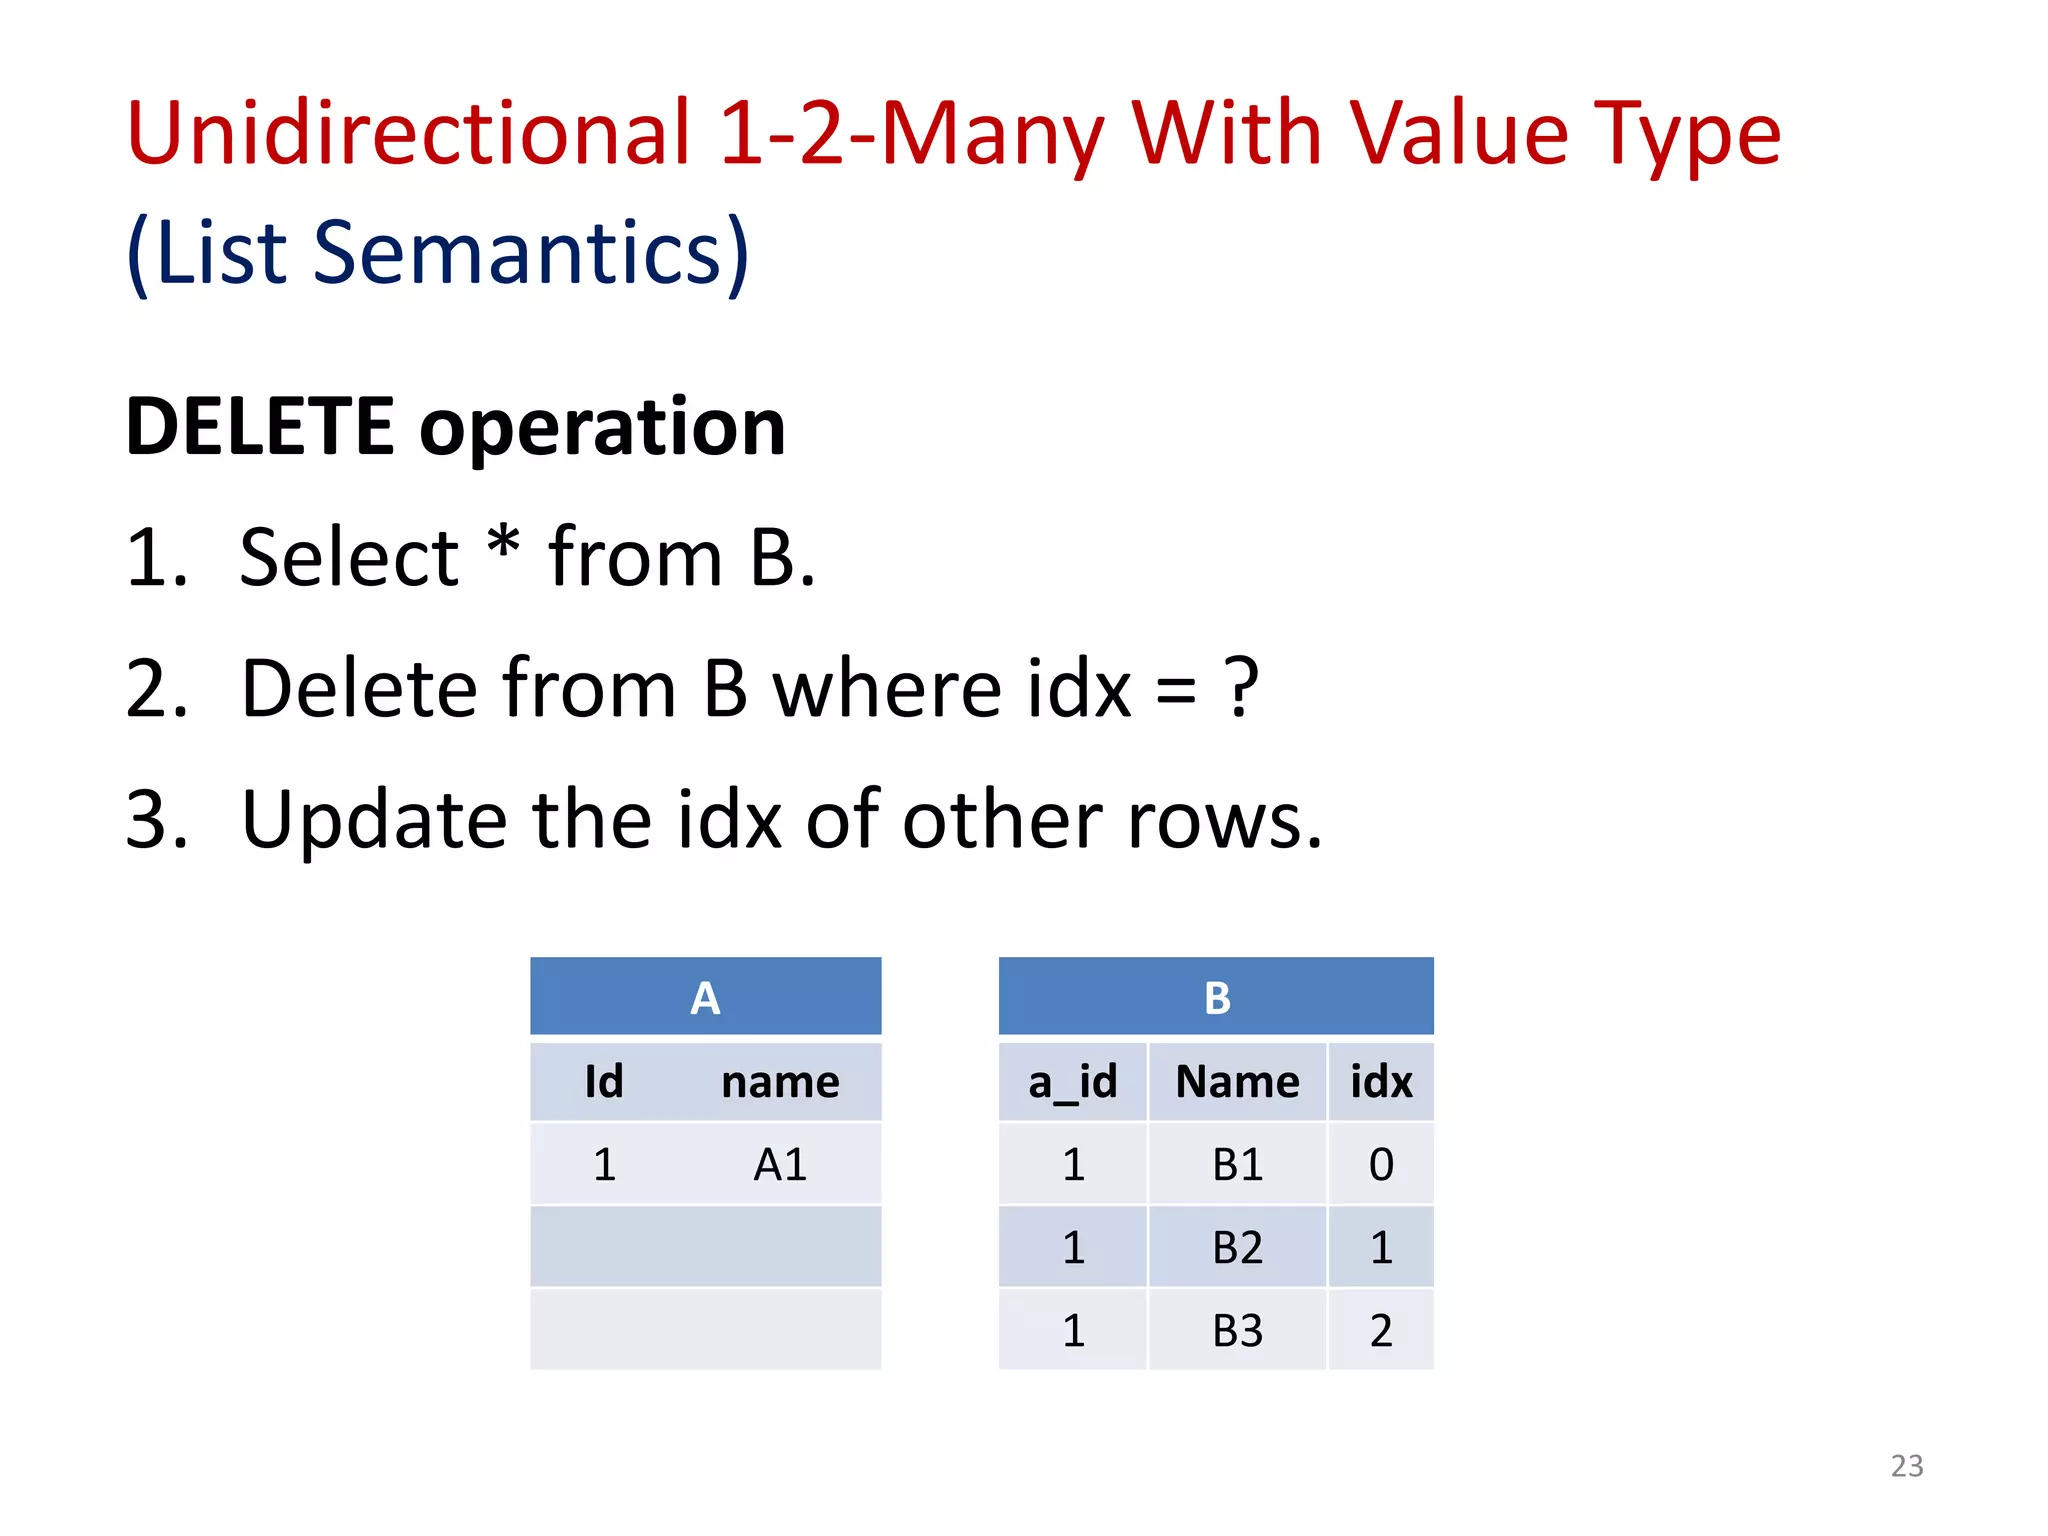 Unidirectional 1-2-Many With Value Type
(List Semantics)
DELETE operation
1. Select * from B.
2. Delete from B where idx = ?
3. Update the idx of other rows.
A
Id name
1 A1
B
a_id Name idx
1 B1 0
1 B2 1
1 B3 2
23